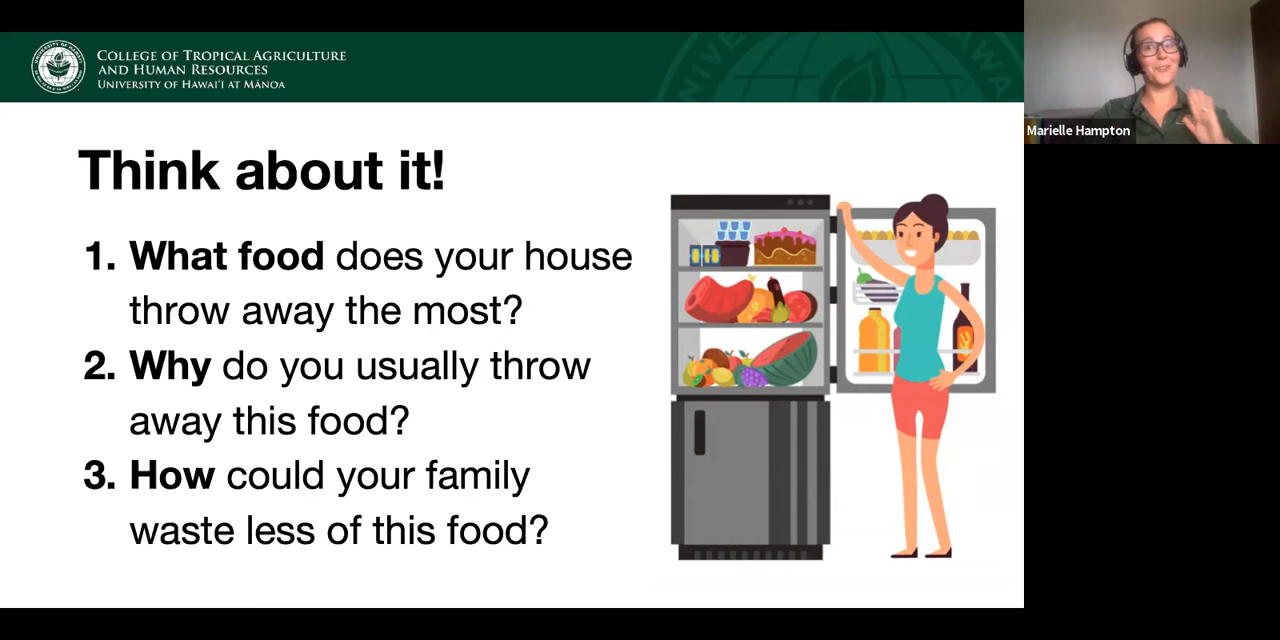 COLLEGE OF TROPICAL AGRICULTURE
AND HUMAN RESOURCES
UNIVERSITY OF HAWAI'I AT MĀNOA
Marielle Hampton
Think about it!
1. What food does your house
throw away the most?
2. Why do you usually throw
away this food?
3. How could your family
waste less of this food?